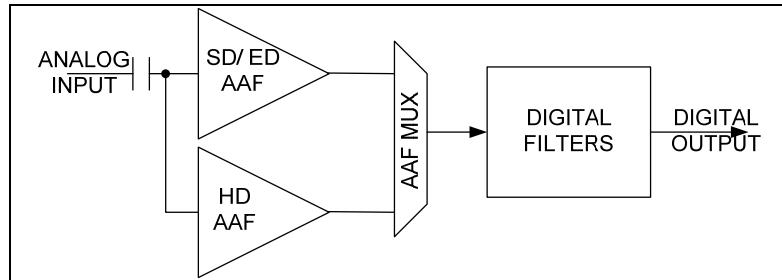 ANALOG
INPUT
SD/ED
AAF
HD
AAF
AAF MUX
DIGITAL
FILTERS
DIGITAL
OUTPUT